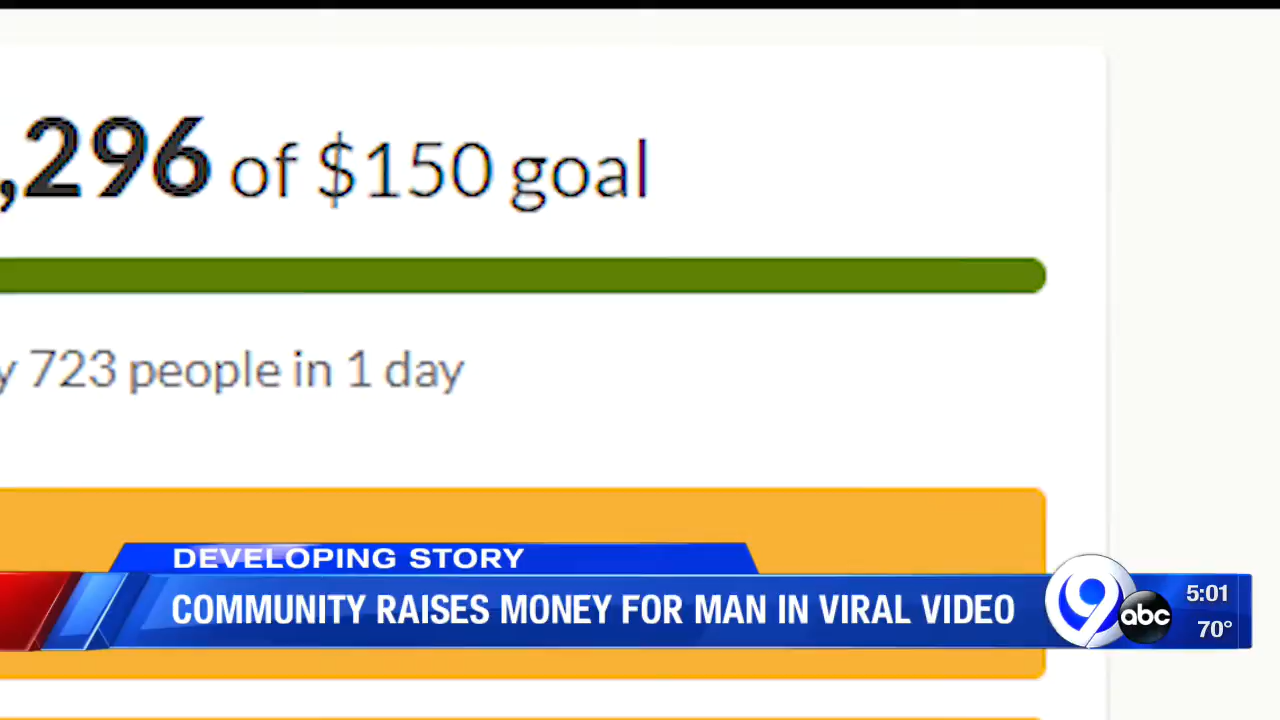 ,296 of $150 goal
y 723 people in 1 day
DEVELOPING STORY
COMMUNITY RAISES MONEY FOR MAN IN VIRAL VIDEO
9
abc
5:01
70°